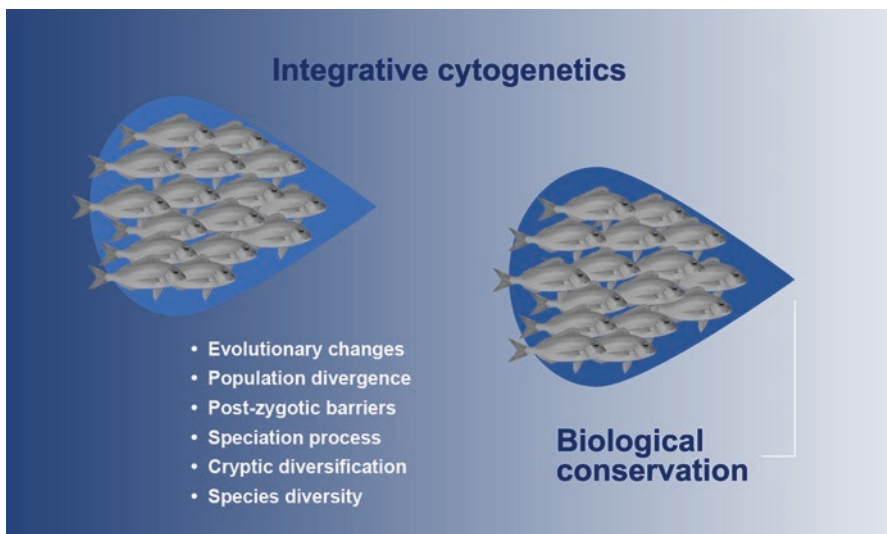 Integrative cytogenetics
• Evolutionary changes
• Population divergence
• Post-zygotic barriers
• Speciation process
• Cryptic diversification
• Species diversity
Biological
conservation